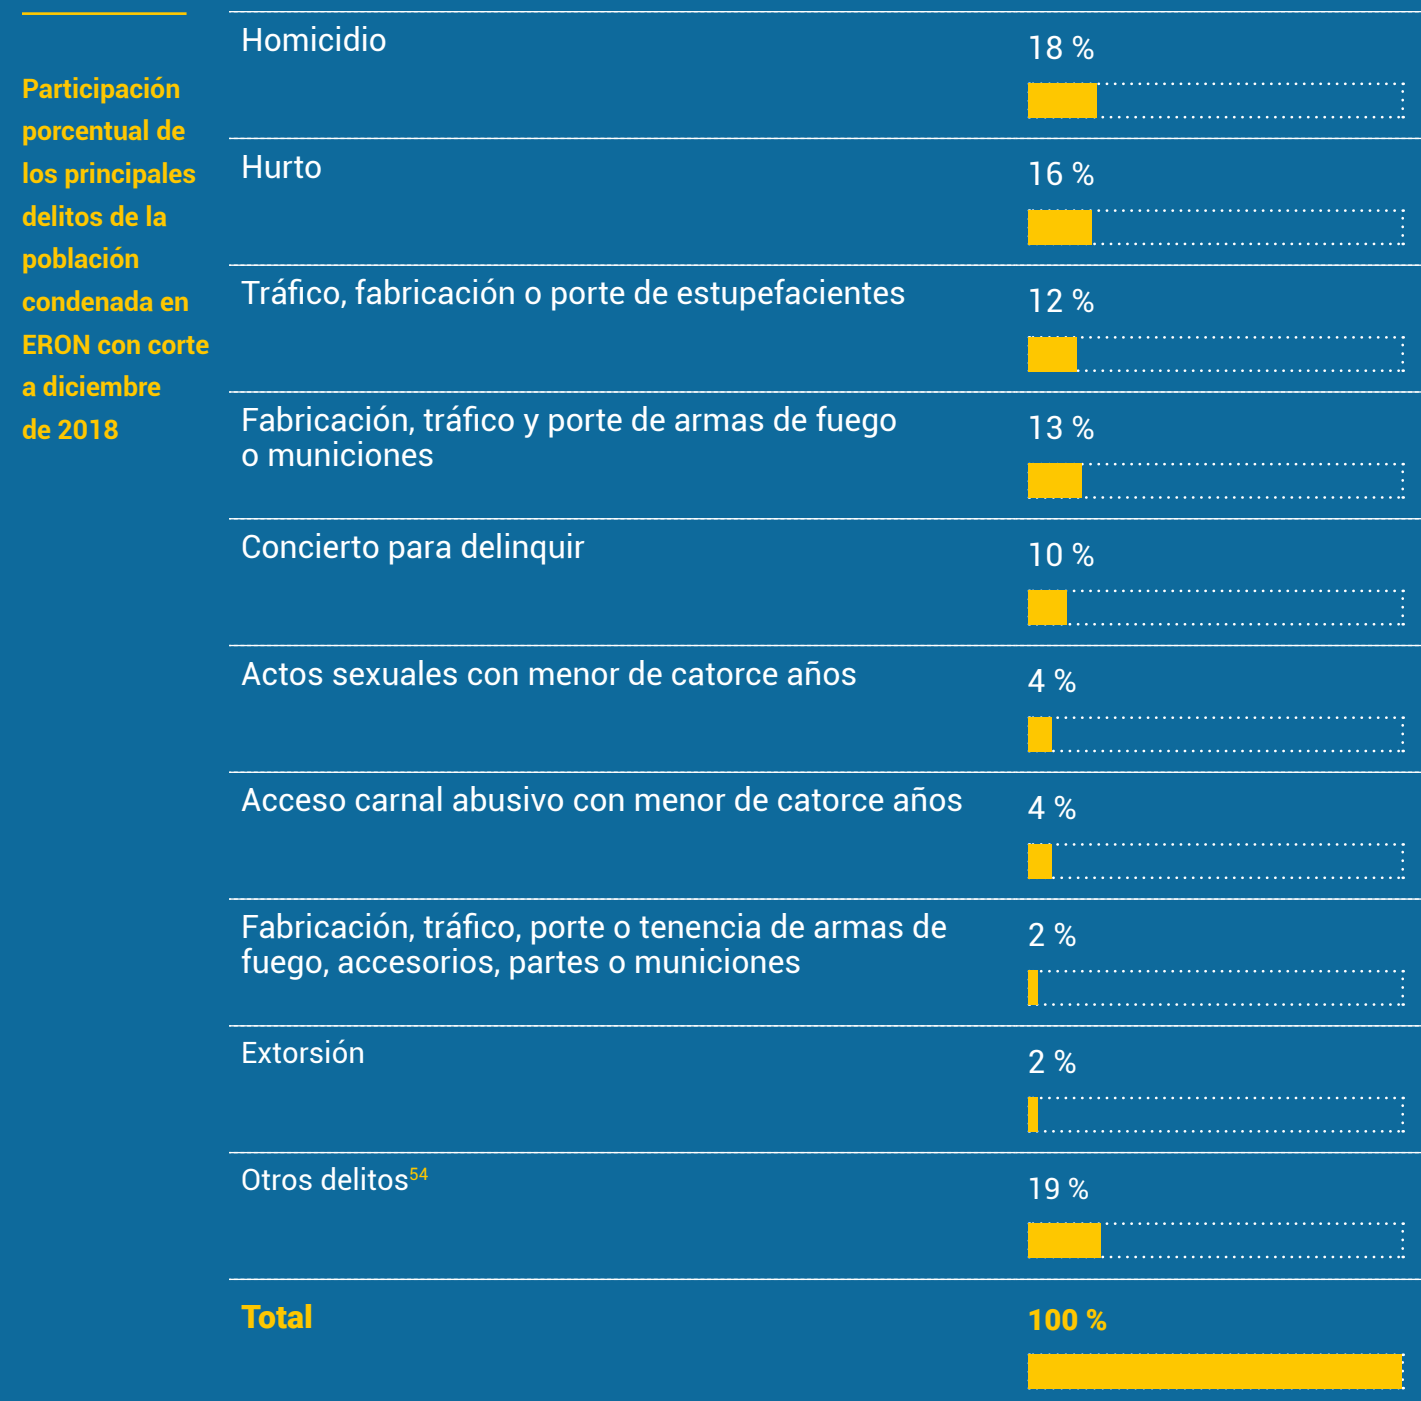 Participación
porcentual de
los principales
delitos de la
población
condenada en
ERON con corte
a diciembre
de 2018
Homicidio
18 %
Hurto
16 %
Tráfico, fabricación o porte de estupefacientes
12 %
Fabricación, tráfico y porte de armas de fuego
o municiones
13 %
Concierto para delinquir
10 %
Actos sexuales con menor de catorce años
4 %
Acceso carnal abusivo con menor de catorce años
4 %
Fabricación, tráfico, porte o tenencia de armas de
fuego, accesorios, partes o municiones
2 %
Extorsión
2 %
Otros delitos54
19 %
Total
100 %